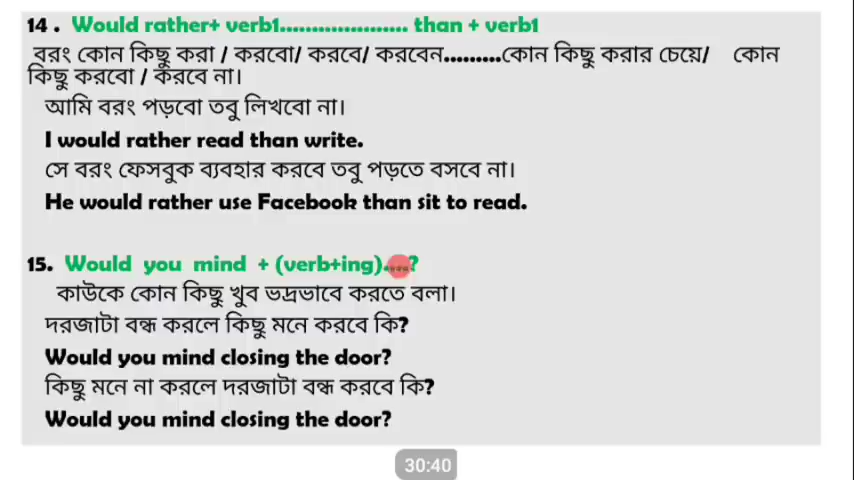 14 . Would rather+ verb1..................... than + verb1
বরং কোন কিছু করা / করবো/ করবে/ করবেন.........কোন কিছু করার চেয়ে/ কোন
কিছু করবো / করবে না।
আমি বরং পড়বো তবু লিখবো না।
I would rather read than write.
সে বরং ফেসবুক ব্যবহার করবে তবু পড়তে বসবে না।
He would rather use Facebook than sit to read.
15. Would you mind + (verb+ing)....?
কাউকে কোন কিছু খুব ভদ্রভাবে করতে বলা।
দরজাটা বন্ধ করলে কিছু মনে করবে কি?
Would you mind closing the door?
কিছু মনে না করলে দরজাটা বন্ধ করবে কি?
Would you mind closing the door?
30:40